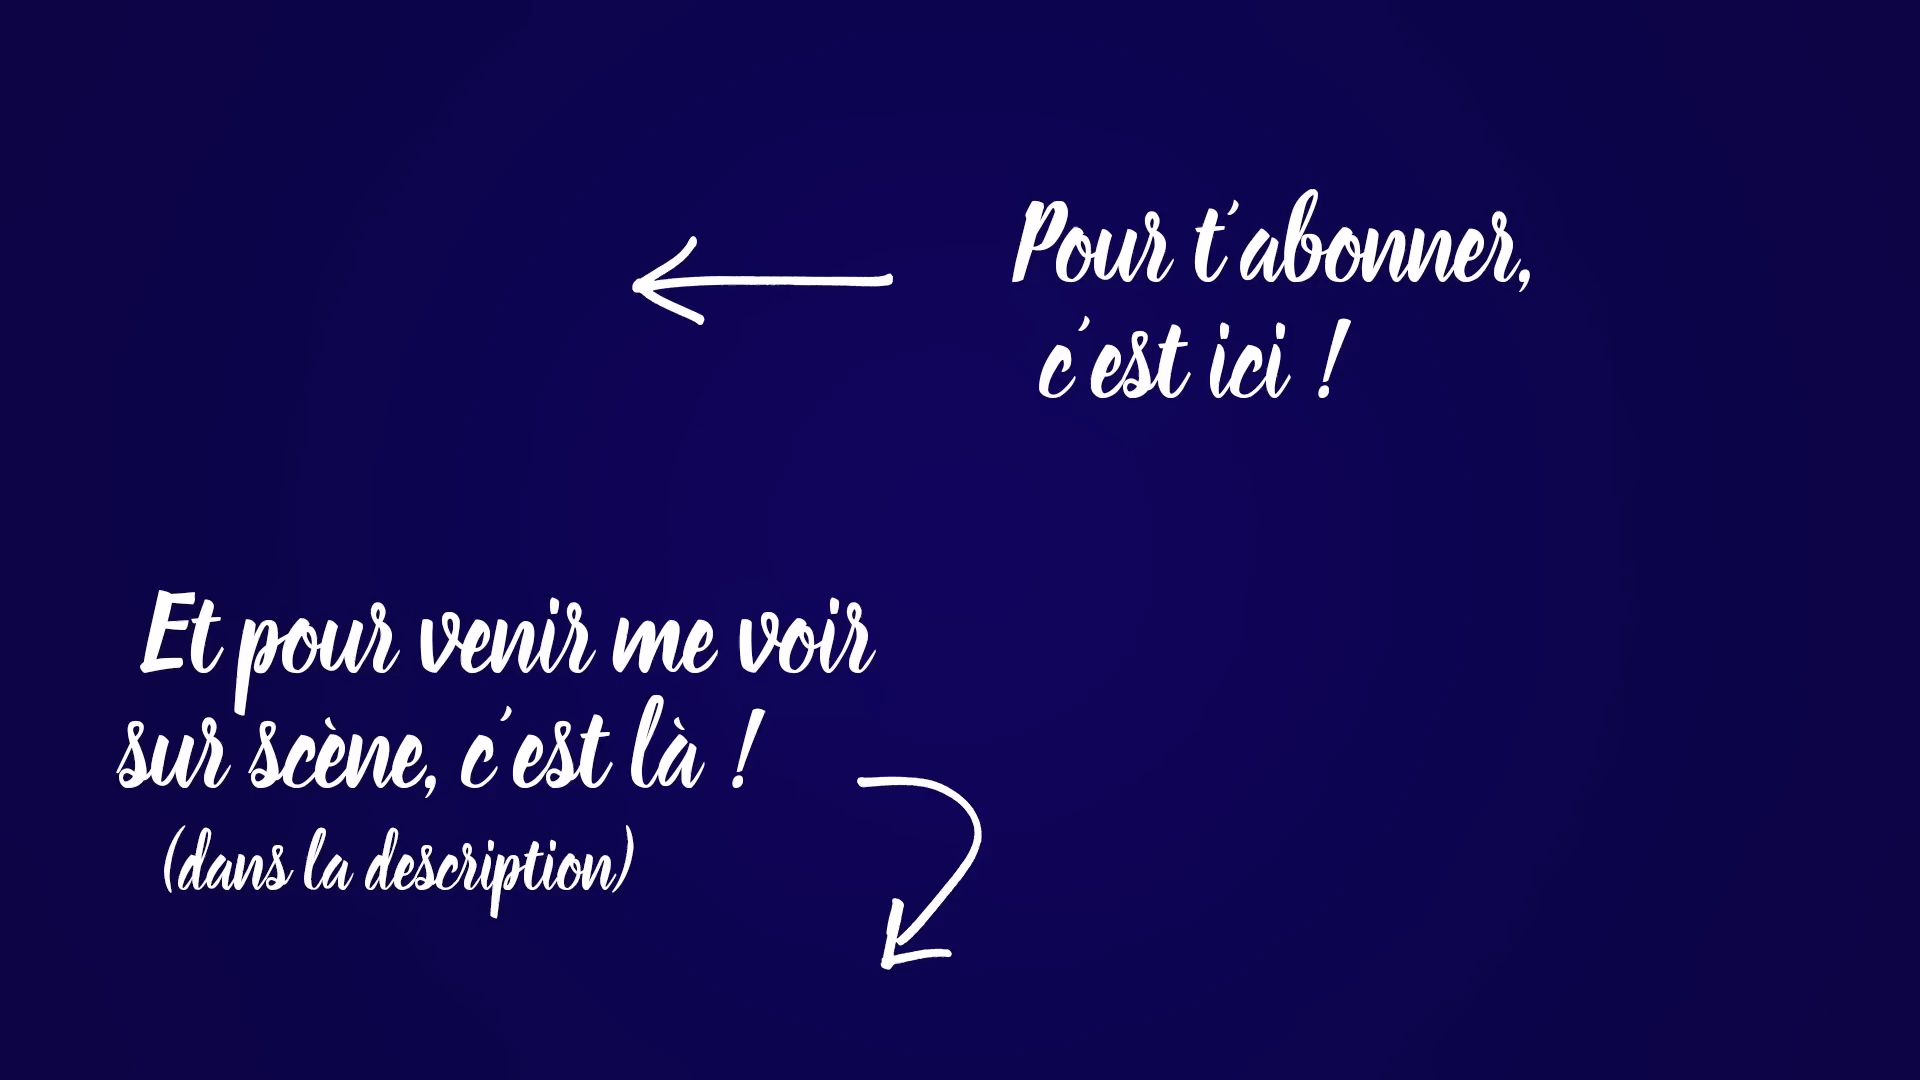 Pour t'abonner,
c'est ici !
Et pour venir me voir
sur scène, c'est là !
(dans la description)